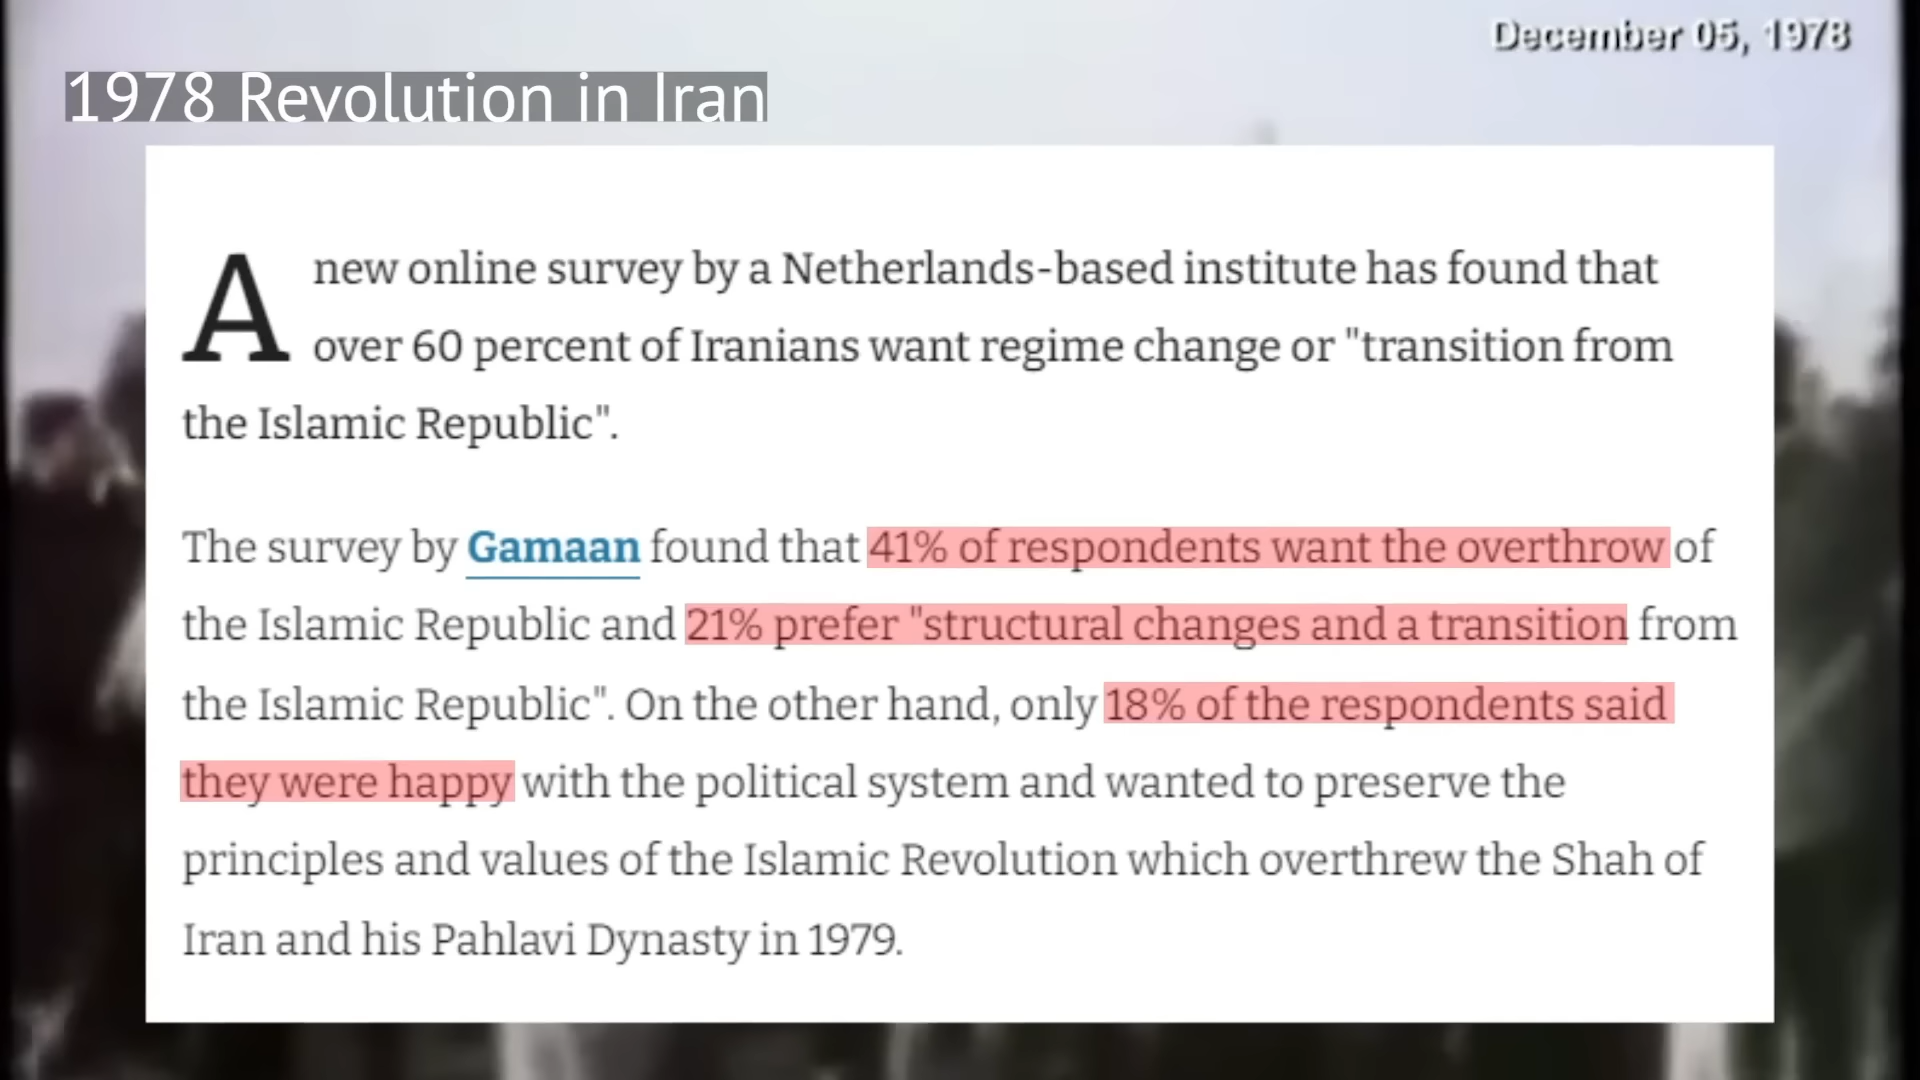 December 05, 1978
1978 Revolution in Iran
A new online survey by a Netherlands-based institute has found that
over 60 percent of Iranians want regime change or "transition from
the Islamic Republic".
The survey by Gamaan found that 41% of respondents want the overthrow of
the Islamic Republic and 21% prefer "structural changes and a transition from
the Islamic Republic". On the other hand, only 18% of the respondents said
they were happy with the political system and wanted to preserve the
principles and values of the Islamic Revolution which overthrew the Shah of
Iran and his Pahlavi Dynasty in 1979.